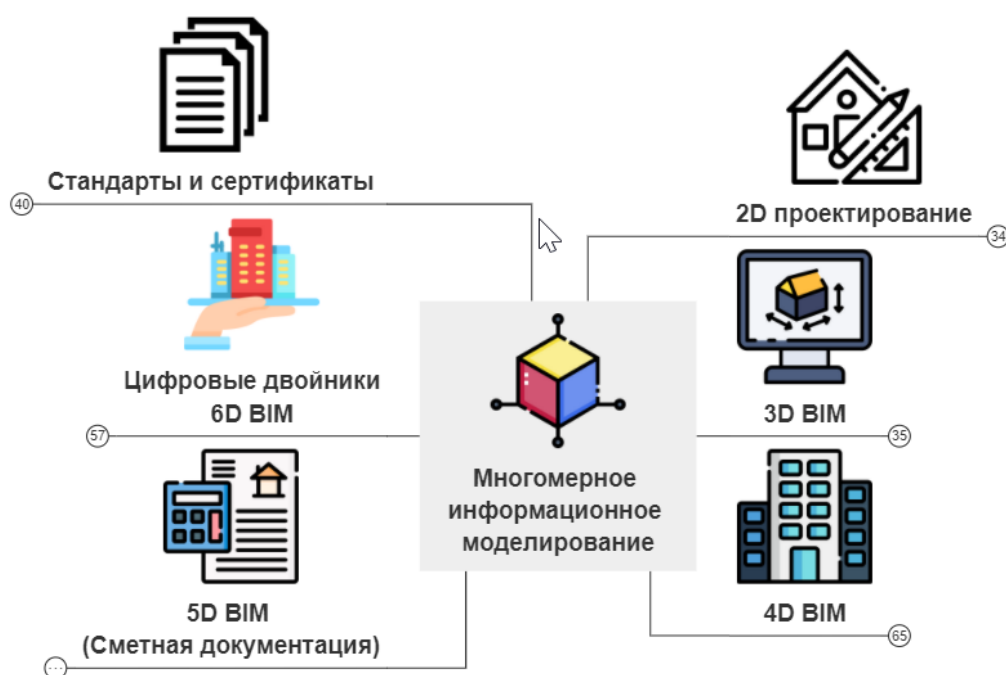 Стандарты и сертификаты
40
2D проектирование
34
Цифровые двойники
6D BIM
57
3D BIM
35
Многомерное
информационное
моделирование
5D BIM
(Сметная документация)
...
4D BIM
65